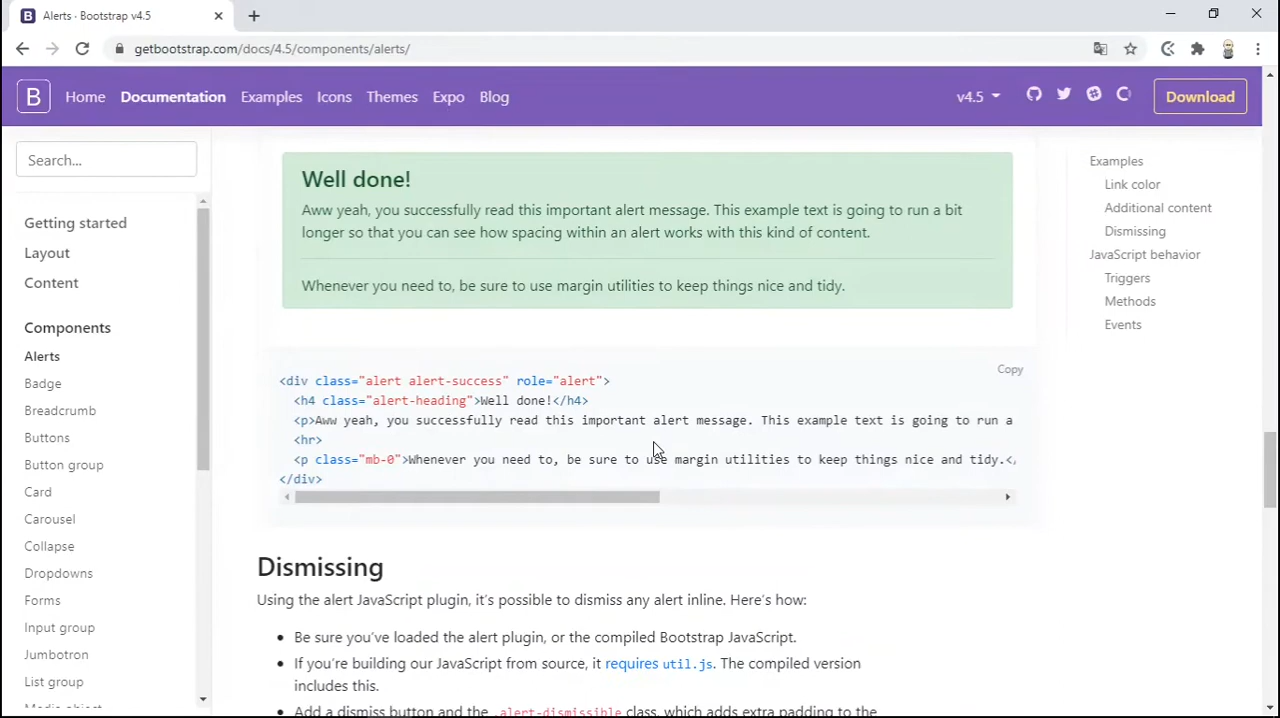 Alerts · Bootstrap v4.5
getbootstrap.com/docs/4.5/components/alerts/
B Home Documentation Examples Icons Themes Expo Blog v4.5 Download
Search...
Getting started
Layout
Content
Components
Alerts
Badge
Breadcrumb
Buttons
Button group
Card
Carousel
Collapse
Dropdowns
Forms
Input group
Jumbotron
List group
Media object
Well done!
Aww yeah, you successfully read this important alert message. This example text is going to run a bit
longer so that you can see how spacing within an alert works with this kind of content.
Whenever you need to, be sure to use margin utilities to keep things nice and tidy.
Copy
<div class="alert alert-success" role="alert">
<h4 class="alert-heading">Well done!</h4>
<p>Aww yeah, you successfully read this important alert message. This example text is going to run a
<hr>
<p class="mb-0">Whenever you need to, be sure to use margin utilities to keep things nice and tidy.</
</div>
Dismissing
Using the alert JavaScript plugin, it's possible to dismiss any alert inline. Here's how:
• Be sure you've loaded the alert plugin, or the compiled Bootstrap JavaScript.
• If you're building our JavaScript from source, it requires util.js. The compiled version
includes this.
• Add a dismiss button and the .alert-dismissible class, which adds extra padding to the
Examples
Link color
Additional content
Dismissing
JavaScript behavior
Triggers
Methods
Events